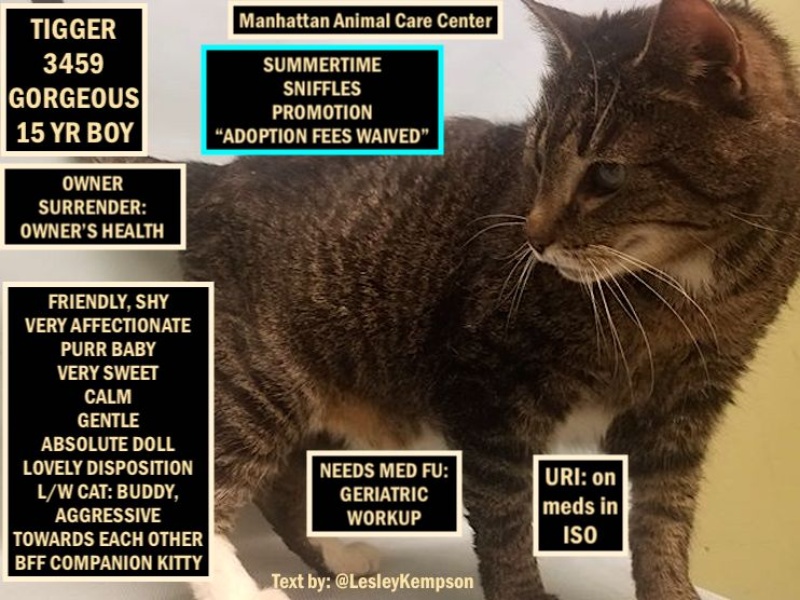 TIGGER
3459
GORGEOUS
15 YR BOY
Manhattan Animal Care Center
SUMMERTIME
SNIFFLES
PROMOTION
“ADOPTION FEES WAIVED”
OWNER
SURRENDER:
OWNER’S HEALTH
FRIENDLY, SHY
VERY AFFECTIONATE
PURR BABY
VERY SWEET
CALM
GENTLE
ABSOLUTE DOLL
LOVELY DISPOSITION
L/W CAT: BUDDY,
AGGRESSIVE
TOWARDS EACH OTHER
BFF COMPANION KITTY
NEEDS MED FU:
GERIATRIC
WORKUP
URI: on
meds in
ISO
Text by: @LesleyKempson